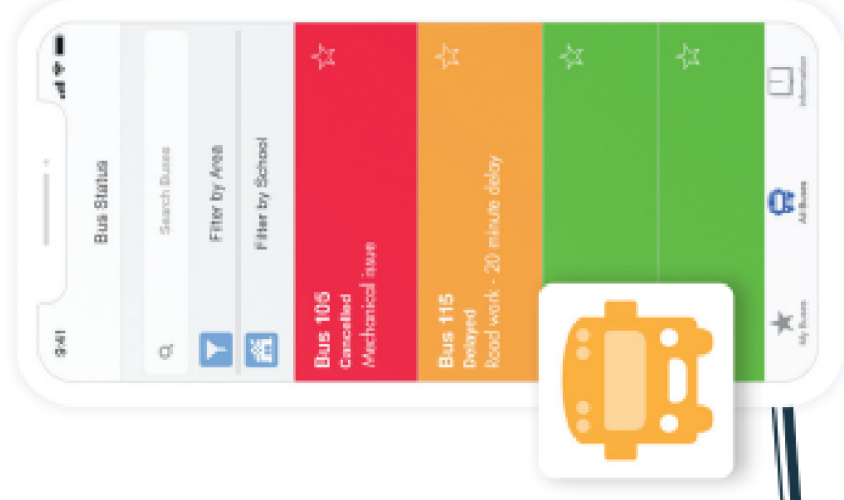 9:41
Bus Status
Search Buses
Filter by Area
Filter by School
Bus 105
Cancelled
Mechanical issue
Bus 115
Delayed
Road work - 20 minute delay
My Buses
All Buses
Information